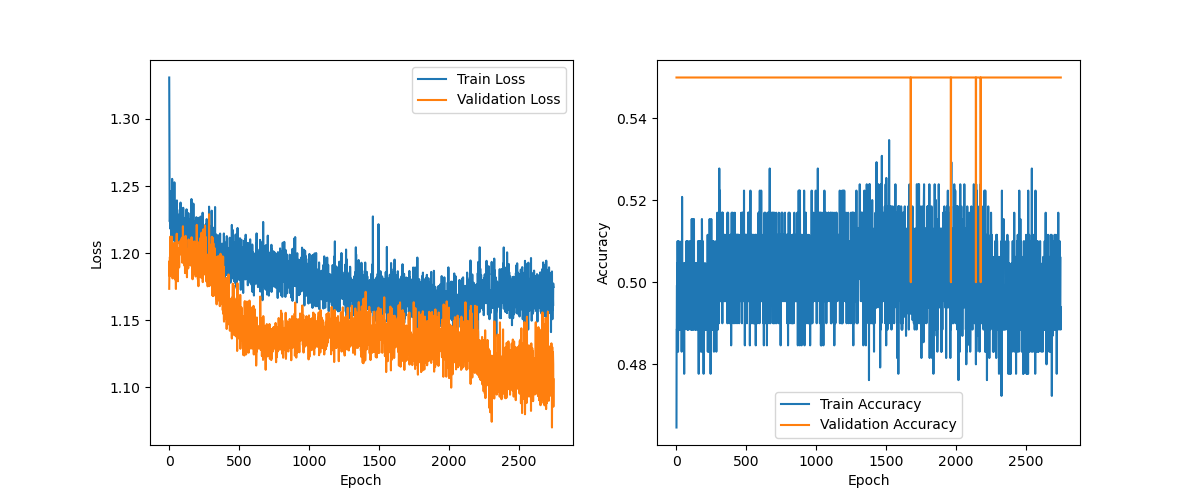 Train Loss
Validation Loss
1.30
1.25
1.20
1.15
1.10
Loss
0 500 1000 1500 2000 2500
Epoch
0.54
0.52
0.50
0.48
Accuracy
Train Accuracy
Validation Accuracy
0 500 1000 1500 2000 2500
Epoch